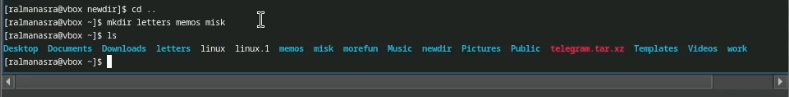 [ralmanasra@vbox newdir]$ cd ..
[ralmanasra@vbox ~]$ mkdir letters memos misk
[ralmanasra@vbox ~]$ ls
Desktop Documents Downloads letters linux linux.1 memos misk morefour Music newdir Pictures Public telegram.tar.xz Templates Videos work
[ralmanasra@vbox ~]$